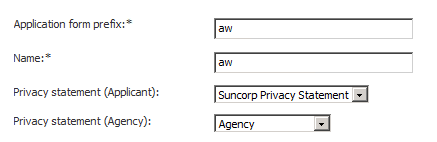 Application form prefix:* aw
Name:* aw
Privacy statement (Applicant): Suncorp Privacy Statement
Privacy statement (Agency): Agency